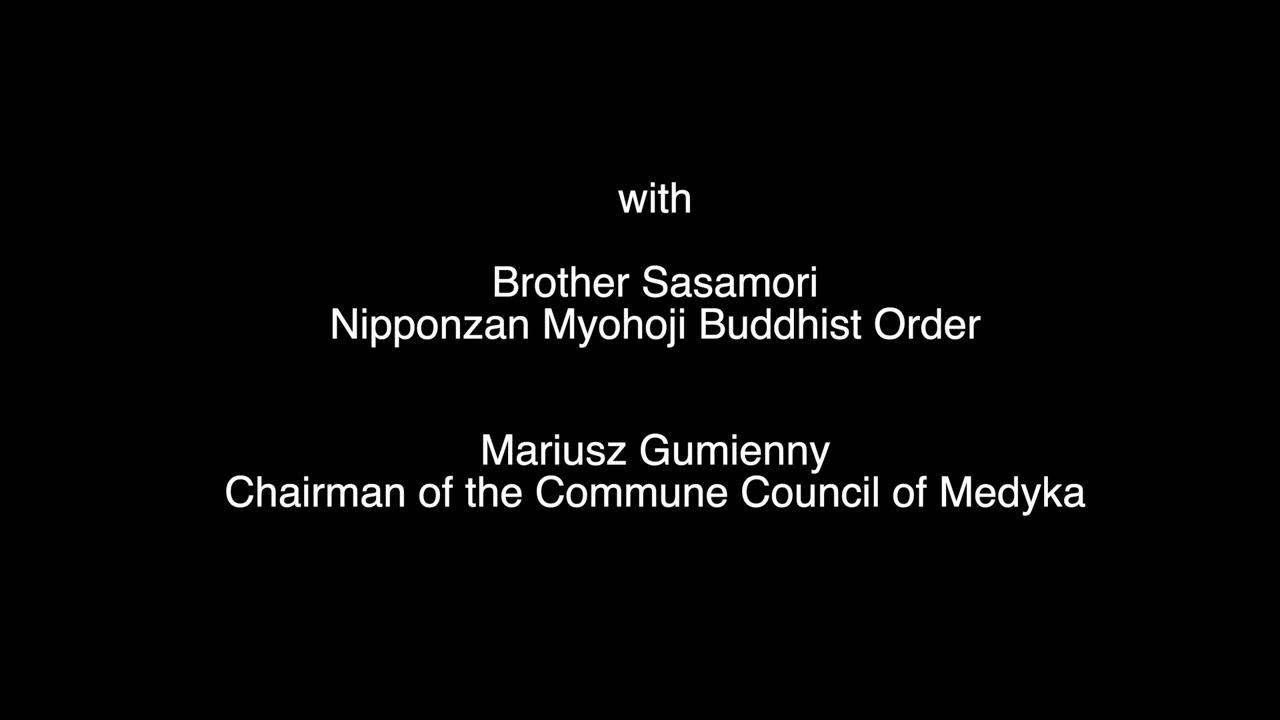 with
Brother Sasamori
Nipponzan Myohoji Buddhist Order
Mariusz Gumienny
Chairman of the Commune Council of Medyka